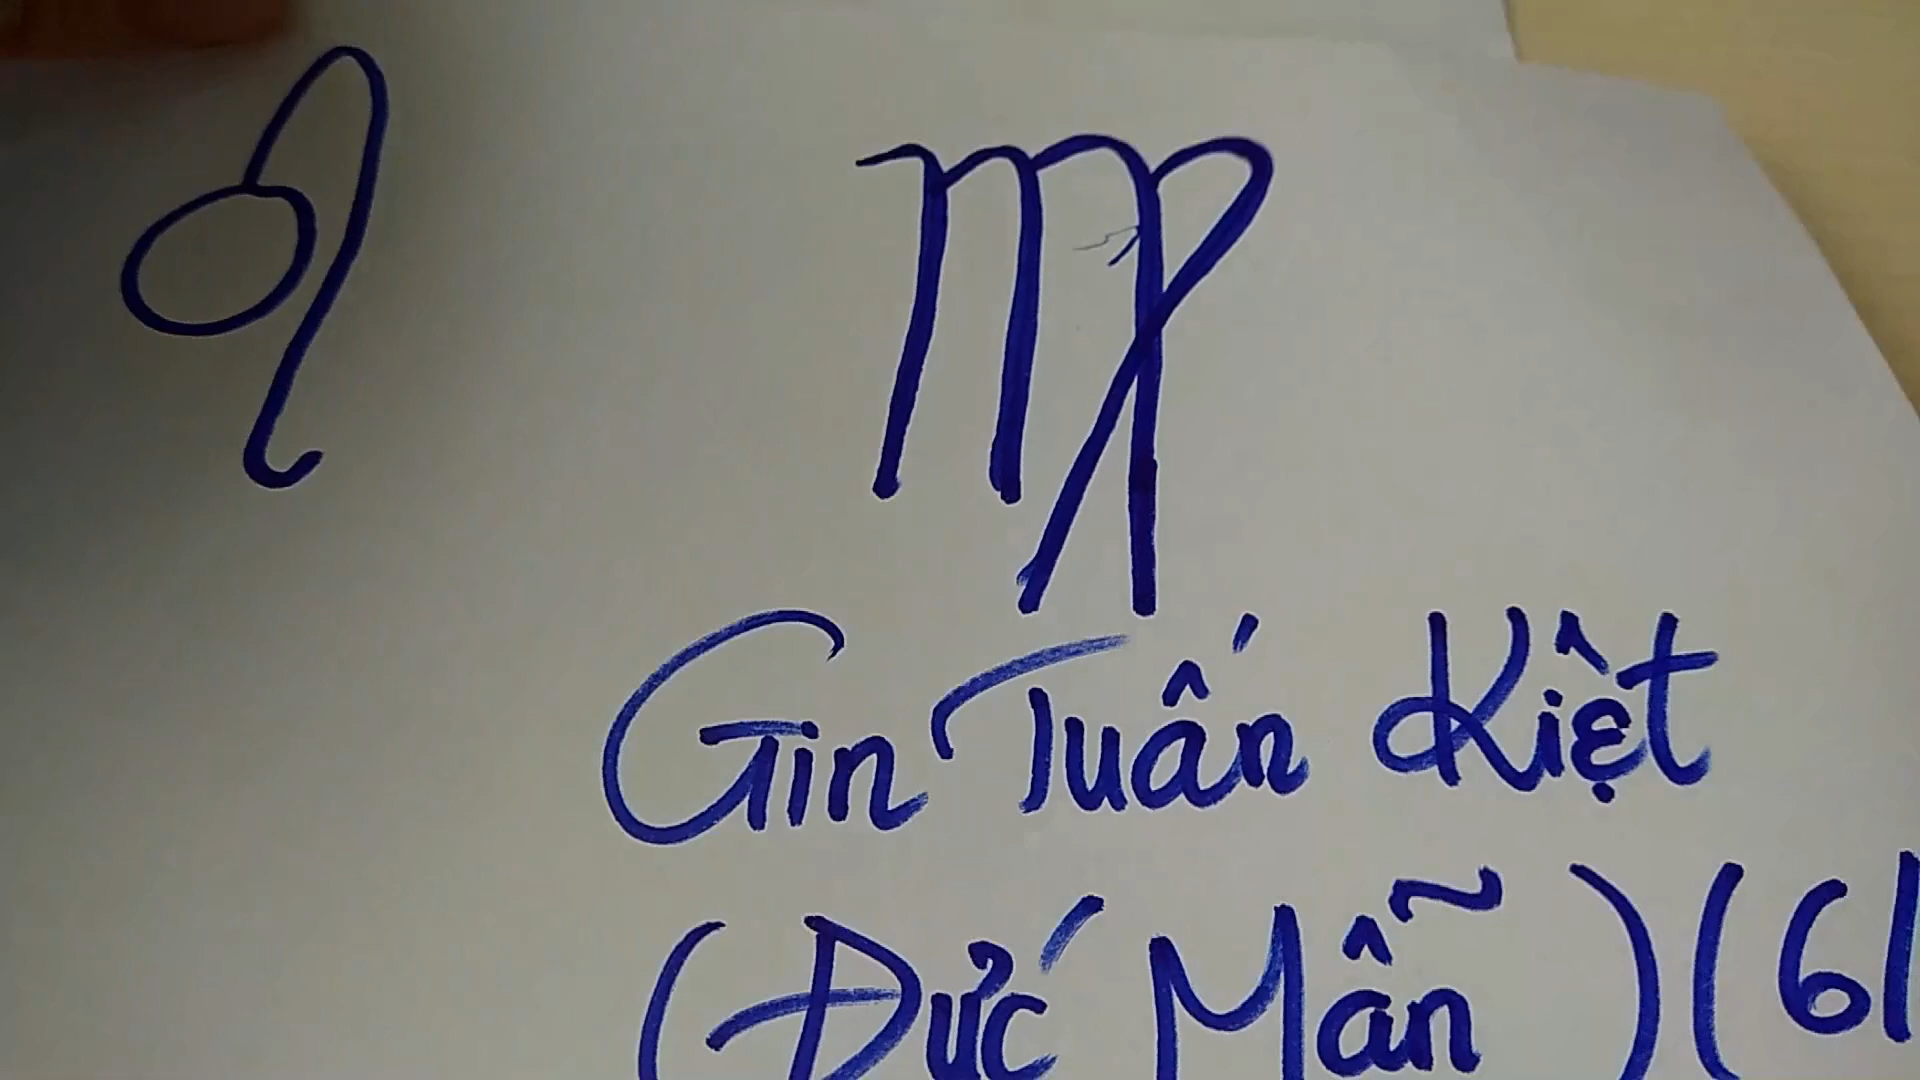 ♌ ♍
Gin Tuấn Kiệt
(Đức Mẫn) (61